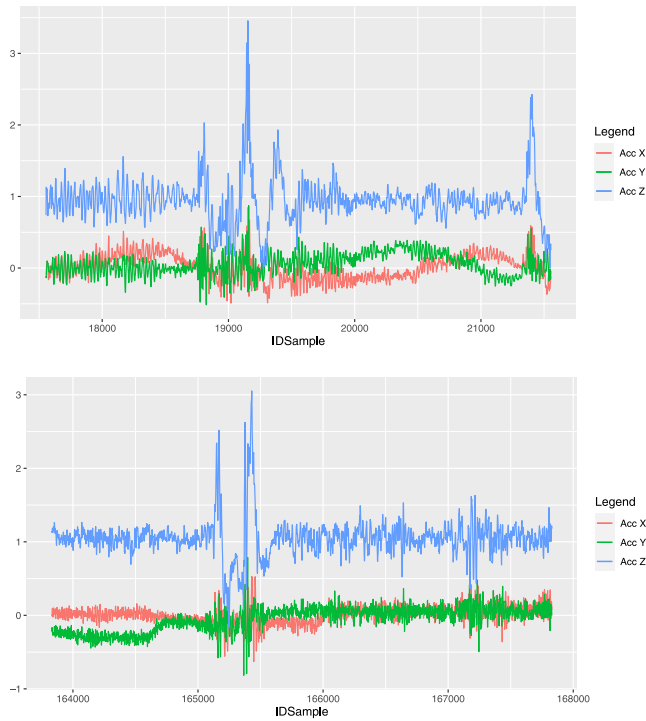 3
2
1
0
18000
19000
20000
21000
IDSample
Legend
Acc X
Acc Y
Acc Z
3
2
1
0
−1
164000
165000
166000
167000
168000
IDSample
Legend
Acc X
Acc Y
Acc Z